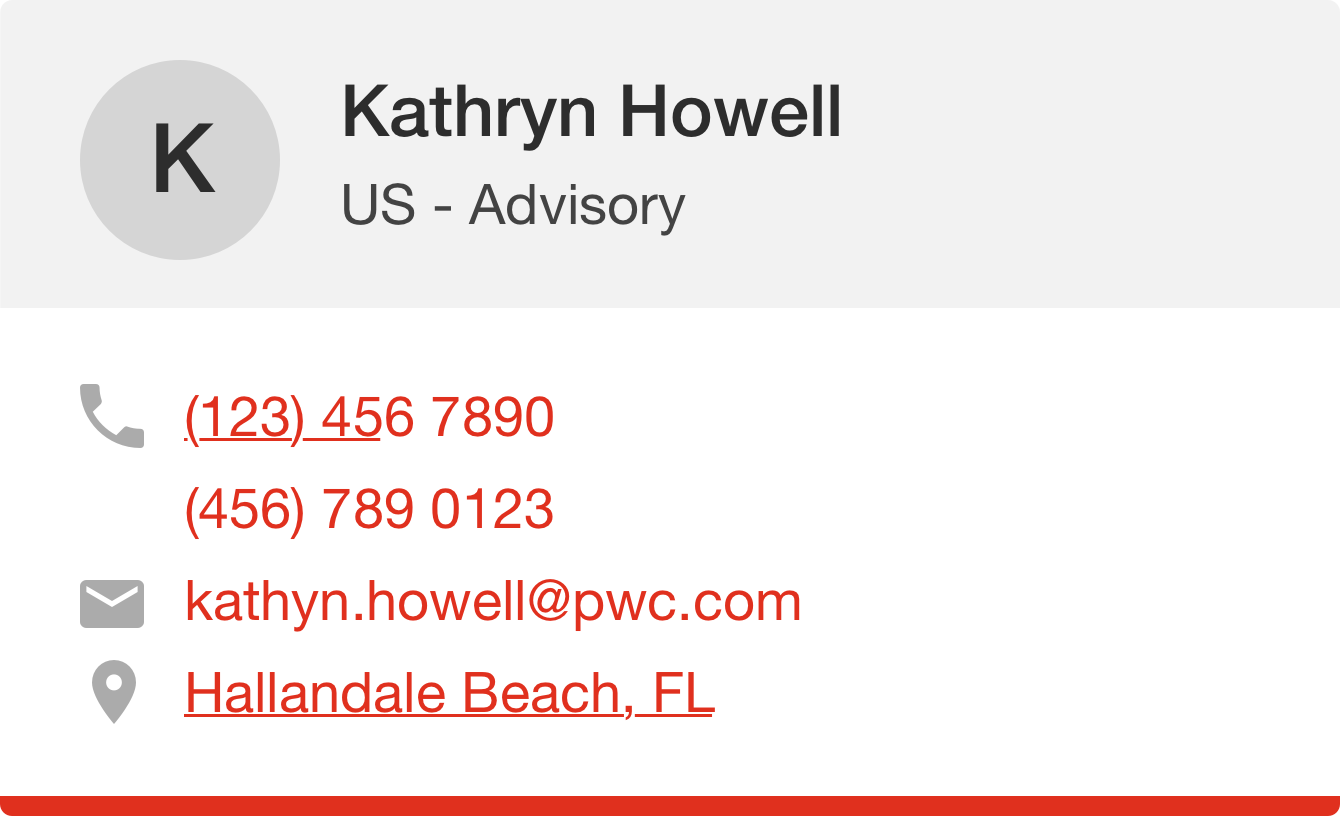 K
Kathryn Howell
US - Advisory
(123) 456 7890
(456) 789 0123
kathyn.howell@pwc.com
Hallandale Beach, FL